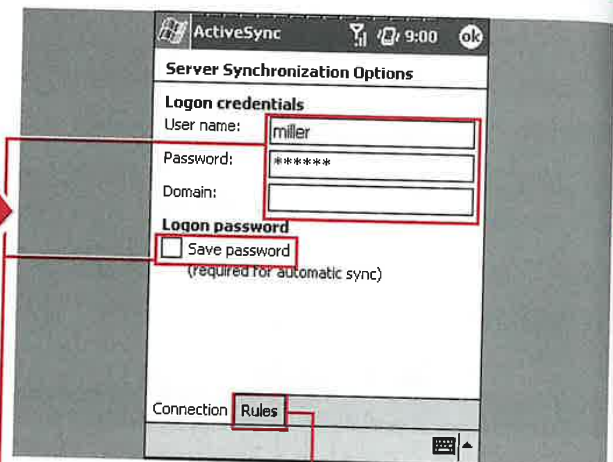 ActiveSync 9:00 ok
Server Synchronization Options
Logon credentials
User name: miller
Password: ******
Domain:
Logon password
Save password
(required for automatic sync)
Connection Rules